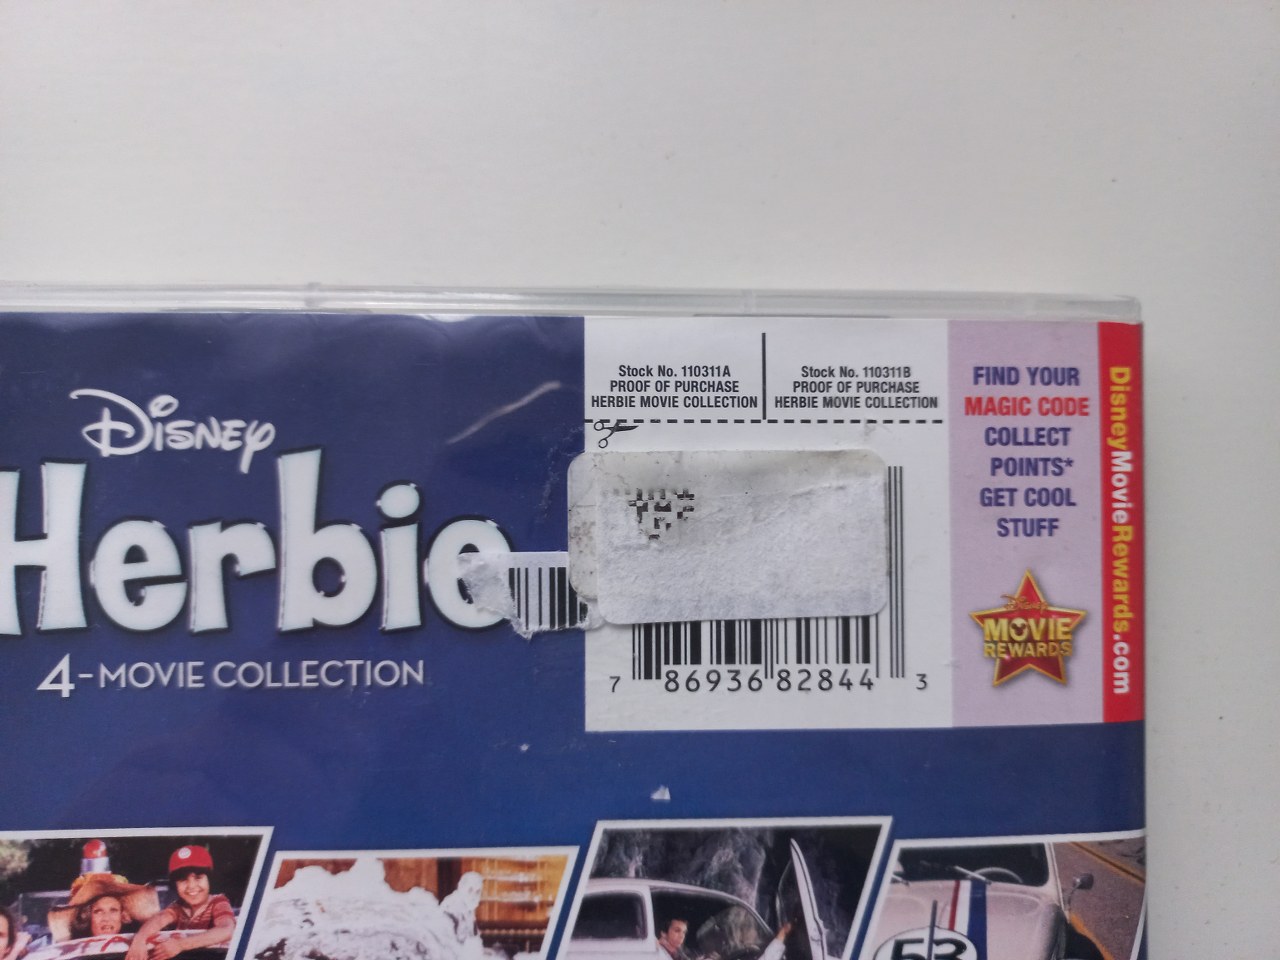 Stock No. 110311A
PROOF OF PURCHASE
HERBIE MOVIE COLLECTION
Stock No. 110311B
PROOF OF PURCHASE
HERBIE MOVIE COLLECTION
FIND YOUR
MAGIC CODE
COLLECT
POINTS*
GET COOL
STUFF
Disney
MOVIE
REWARDS
DisneyMovieRewards.com
DISNEY
Herbie
4-MOVIE COLLECTION
7 86936 82844 3
53